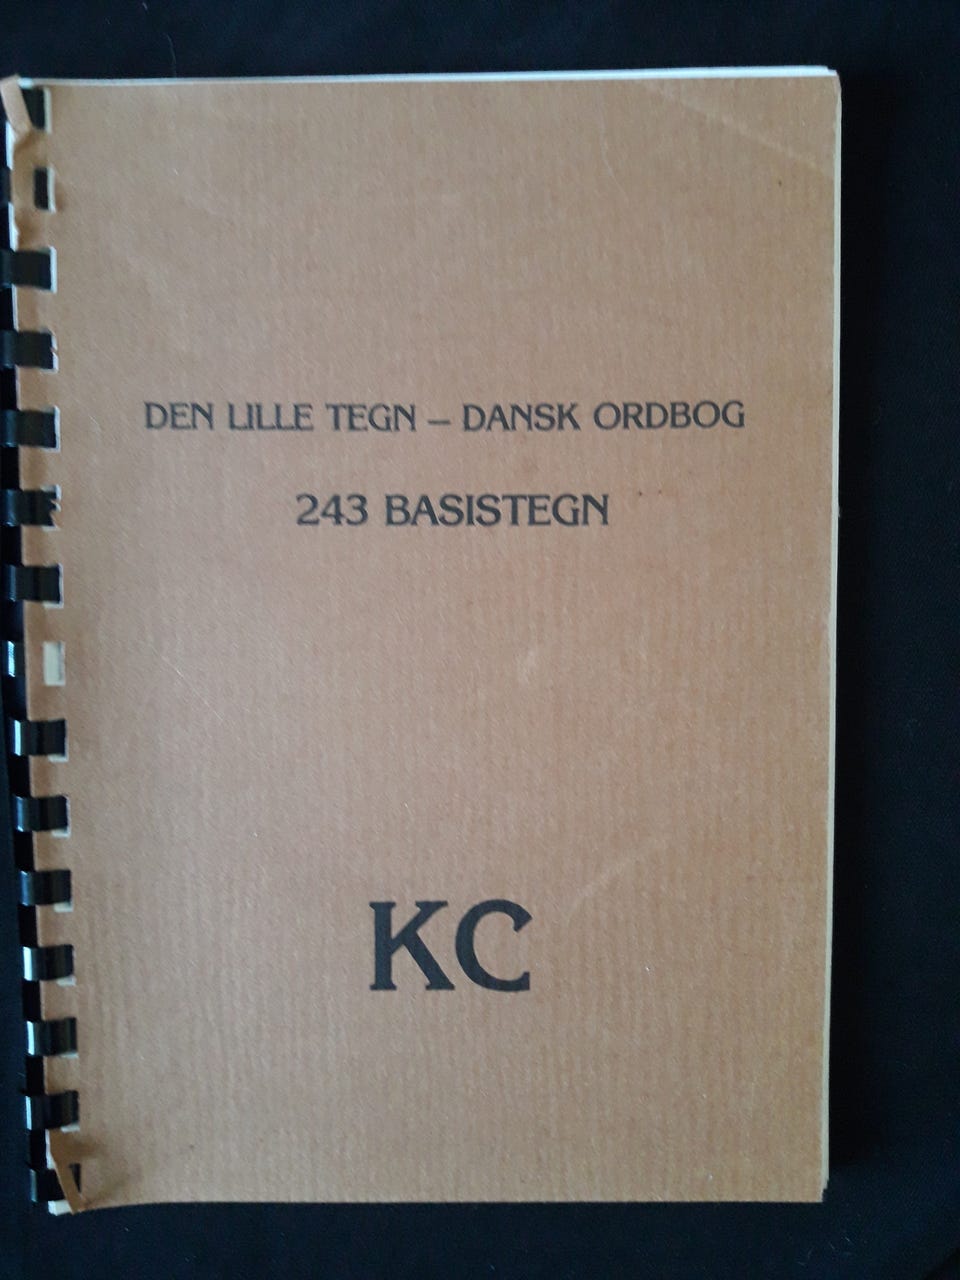 DEN LILLE TEGN – DANSK ORDBOG
243 BASISTEGN
KC